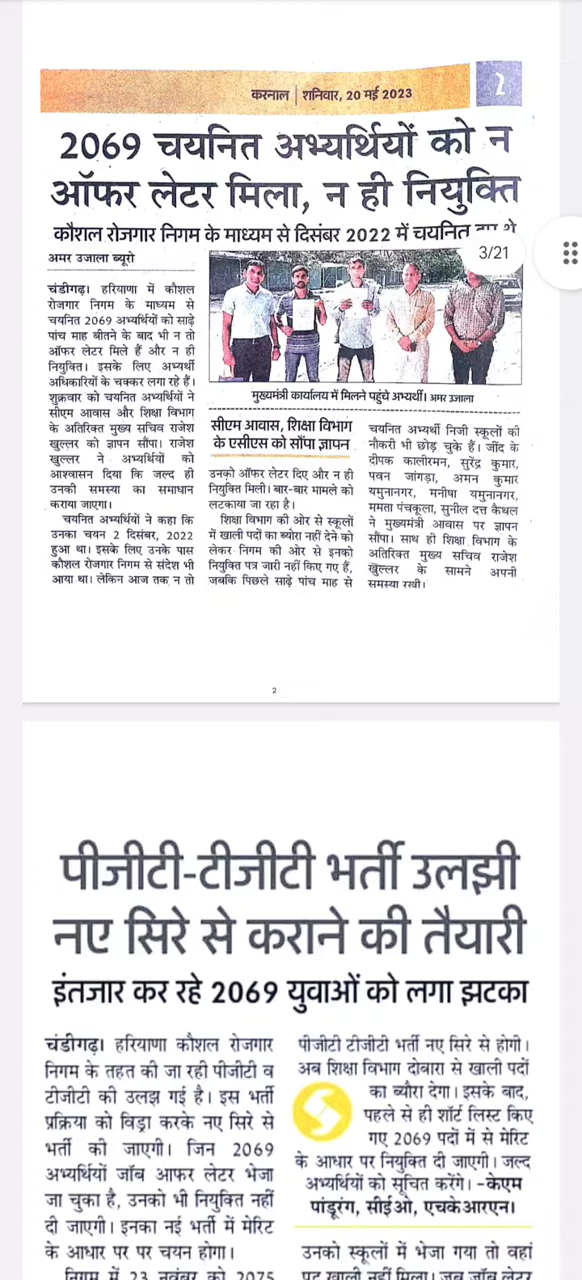 करनाल | शनिवार, 20 मई 2023
2
2069 चयनित अभ्यर्थियों को न
ऑफर लेटर मिला, न ही नियुक्ति
कौशल रोजगार निगम के माध्यम से दिसंबर 2022 में चयनित
3/21
अमर उजाला ब्यूरो
चंडीगढ़। हरियाणा में कौशल
रोजगार निगम के माध्यम से
चयनित 2069 अभ्यर्थियों को साढ़े
पांच माह बीतने के बाद भी न तो
ऑफर लेटर मिले हैं और न ही
नियुक्ति। इसके लिए अभ्यर्थी
अधिकारियों के चक्कर लगा रहे हैं।
शुक्रवार को चयनित अभ्यर्थियों ने
सीएम आवास और शिक्षा विभाग
के अतिरिक्त मुख्य सचिव राजेश
खुल्लर को ज्ञापन सौंपा। राजेश
खुल्लर ने अभ्यर्थियों को
आश्वासन दिया कि जल्द ही
उनकी समस्या का समाधान
कराया जाएगा।
चयनित अभ्यर्थियों ने कहा कि
उनका चयन 2 दिसंबर, 2022
हुआ था। इसके लिए उनके पास
कौशल रोजगार निगम से संदेश भी
आया था। लेकिन आज तक न तो
मुख्यमंत्री कार्यालय में मिलने पहुंचे अभ्यर्थी। अमर उजाला
सीएम आवास, शिक्षा विभाग
के एसीएस को सौंपा ज्ञापन
उनको ऑफर लेटर दिए और न ही
नियुक्ति मिली। बार-बार मामले को
लटकाया जा रहा है।
शिक्षा विभाग की ओर से स्कूलों
में खाली पदों का ब्योरा नहीं देने को
लेकर निगम की ओर से इनको
नियुक्ति पत्र जारी नहीं किए गए हैं,
जबकि पिछले साढ़े पांच माह से
चयनित अभ्यर्थी निजी स्कूलों की
नौकरी भी छोड़ चुके हैं। जींद के
दीपक कालीरमन, सुरेंद्र कुमार,
पवन जांगड़ा, अमन कुमार
यमुनानगर, मनीषा यमुनानगर,
ममता पंचकूला, सुनील दत्त कैथल
ने मुख्यमंत्री आवास पर ज्ञापन
सौंपा। साथ ही शिक्षा विभाग के
अतिरिक्त मुख्य सचिव राजेश
खुल्लर के सामने अपनी
समस्या रखी।
2
पीजीटी-टीजीटी भर्ती उलझी
नए सिरे से कराने की तैयारी
इंतजार कर रहे 2069 युवाओं को लगा झटका
चंडीगढ़। हरियाणा कौशल रोजगार
निगम के तहत की जा रही पीजीटी व
टीजीटी की उलझ गई है। इस भर्ती
प्रक्रिया को विड्रा करके नए सिरे से
भर्ती की जाएगी। जिन 2069
अभ्यर्थियों जॉब आफर लेटर भेजा
जा चुका है, उनको भी नियुक्त नहीं
दी जाएगी। इनका नई भर्ती में मेरिट
के आधार पर पर चयन होगा।
निगम में 23 नवंबर को 2075
पीजीटी टीजीटी भर्ती नए सिरे से होगी।
अब शिक्षा विभाग दोबारा से खाली पदों
का ब्यौरा देगा। इसके बाद,
पहले से ही शॉर्ट लिस्ट किए
गए 2069 पदों में से मेरिट
के आधार पर नियुक्ति दी जाएगी। जल्द
अभ्यर्थियों को सूचित करेंगे। -केएम
पांडुरंग, सीईओ, एचकेआरएन।
उनको स्कूलों में भेजा गया तो वहां
पद खाली नहीं मिला। जब जॉब लेटर